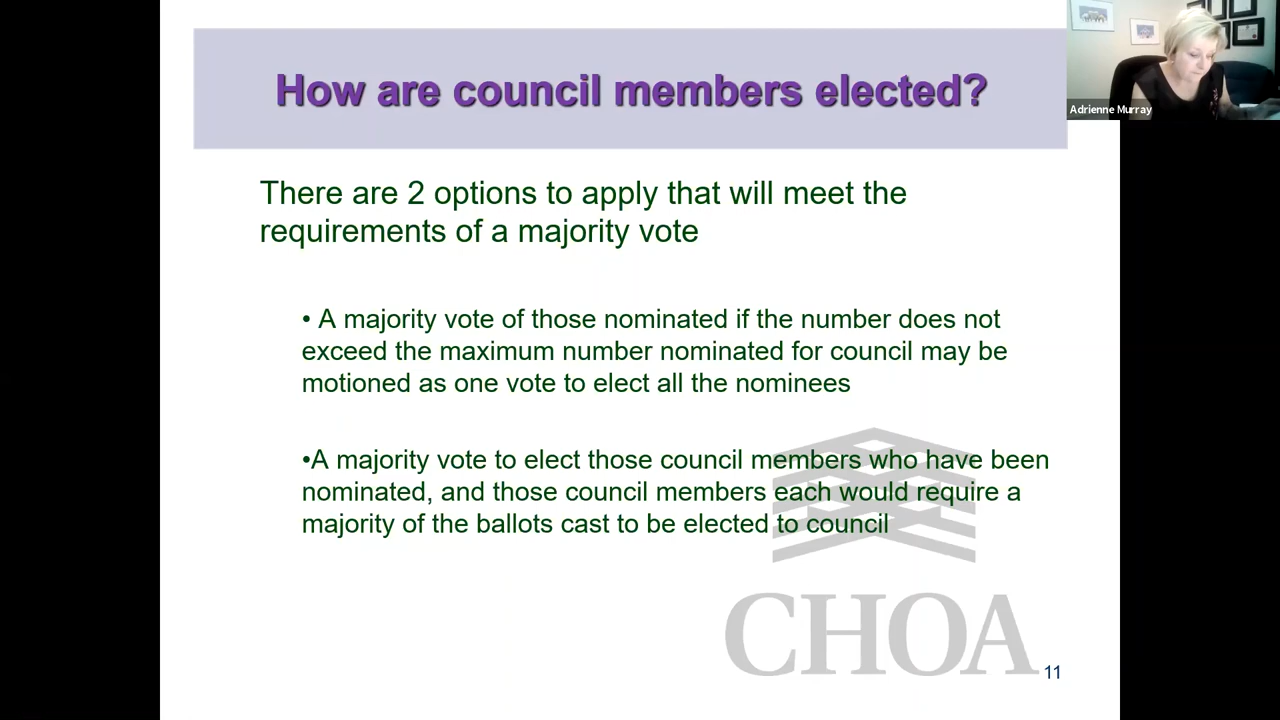 How are council members elected?
Adrienne Murray
There are 2 options to apply that will meet the
requirements of a majority vote
• A majority vote of those nominated if the number does not
exceed the maximum number nominated for council may be
motioned as one vote to elect all the nominees
•A majority vote to elect those council members who have been
nominated, and those council members each would require a
majority of the ballots cast to be elected to council
CHOA
11